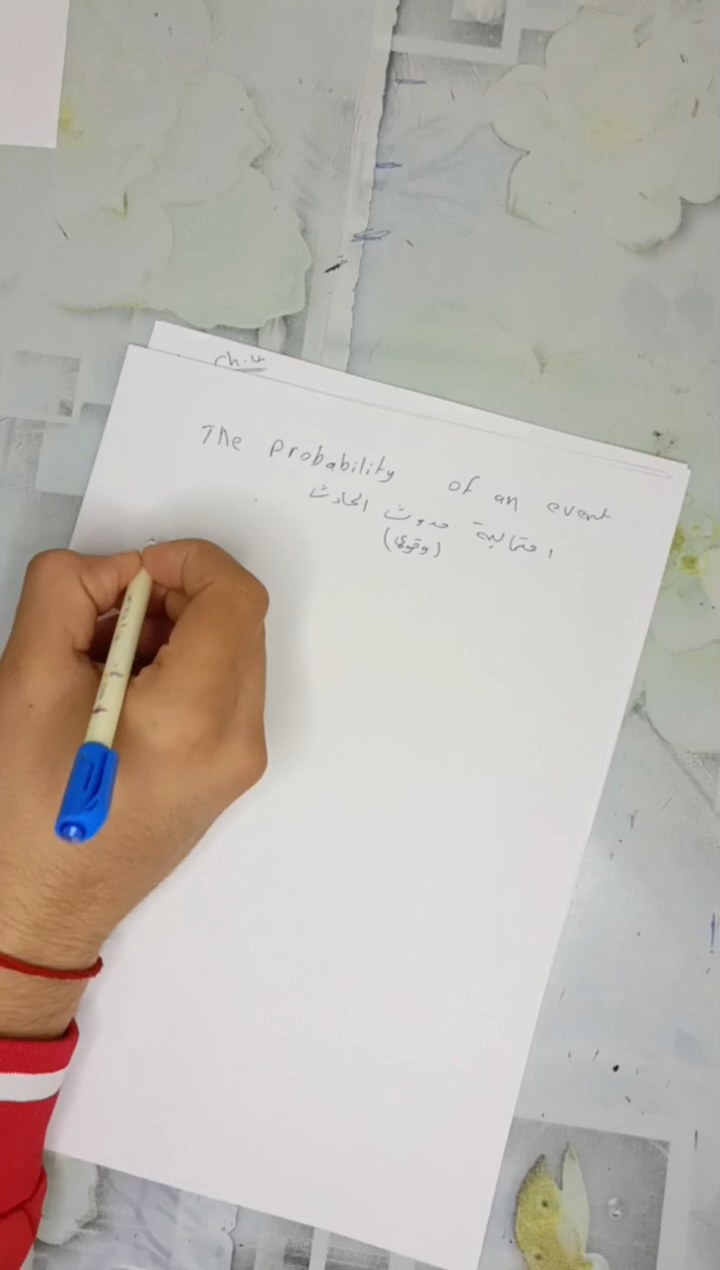 ch.4
The probability of an event
احتمالية حدوث الحادث
(وقوع)